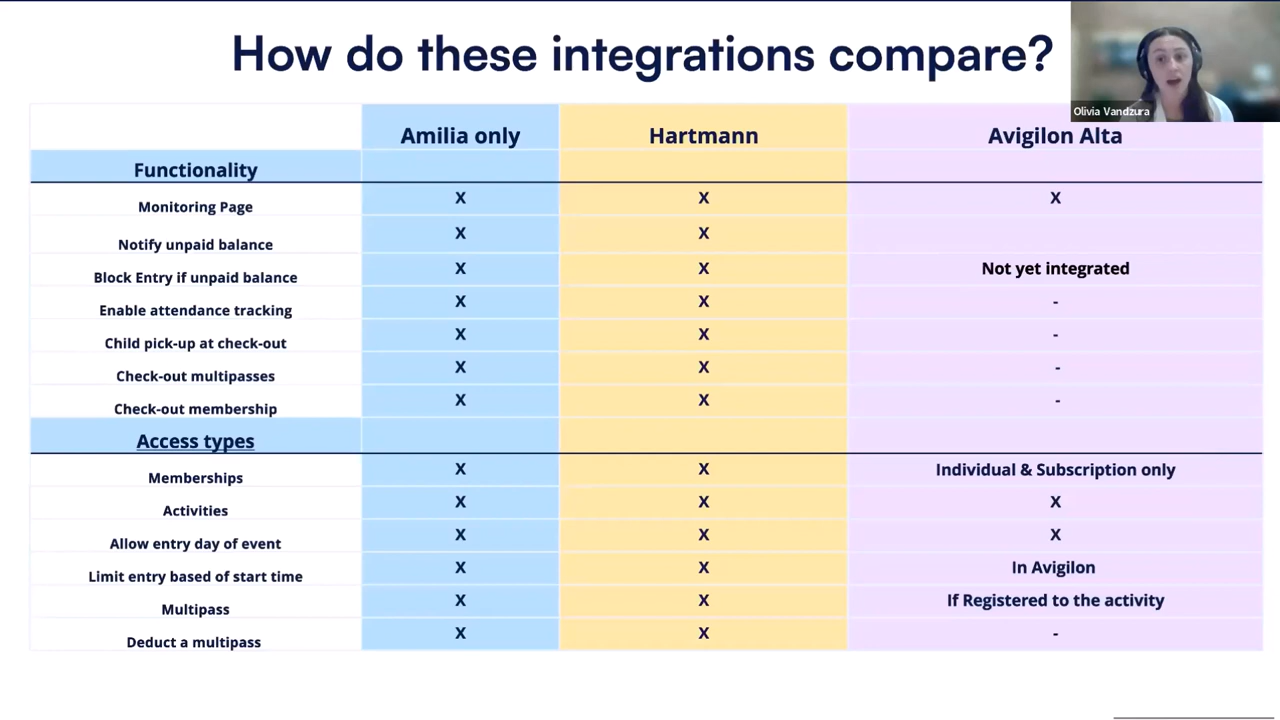 How do these integrations compare?
Olivia Vandzura
Amilia only Hartmann Avigilon Alta
Functionality
Monitoring Page X X X
Notify unpaid balance X X
Block Entry if unpaid balance X X Not yet integrated
Enable attendance tracking X X -
Child pick-up at check-out X X -
Check-out multipasses X X -
Check-out membership X X -
Access types
Memberships X X Individual & Subscription only
Activities X X X
Allow entry day of event X X X
Limit entry based of start time X X In Avigilon
Multipass X X If Registered to the activity
Deduct a multipass X X -